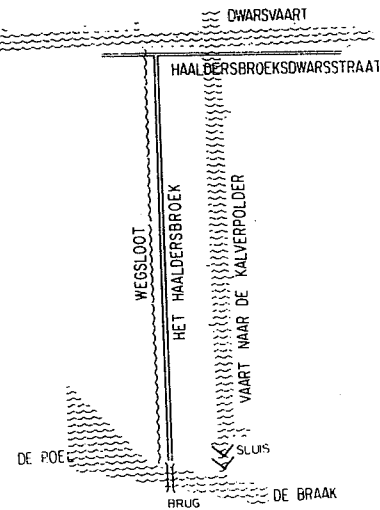 DWARSVAART
HAALDERSBROEKSDWARSSTRAAT
WEGSLOOT
HET HAALDERSBROEK
VAART NAAR DE KALVERPOLDER
SLUIS
DE POEL
DE BRAAK
BRUG